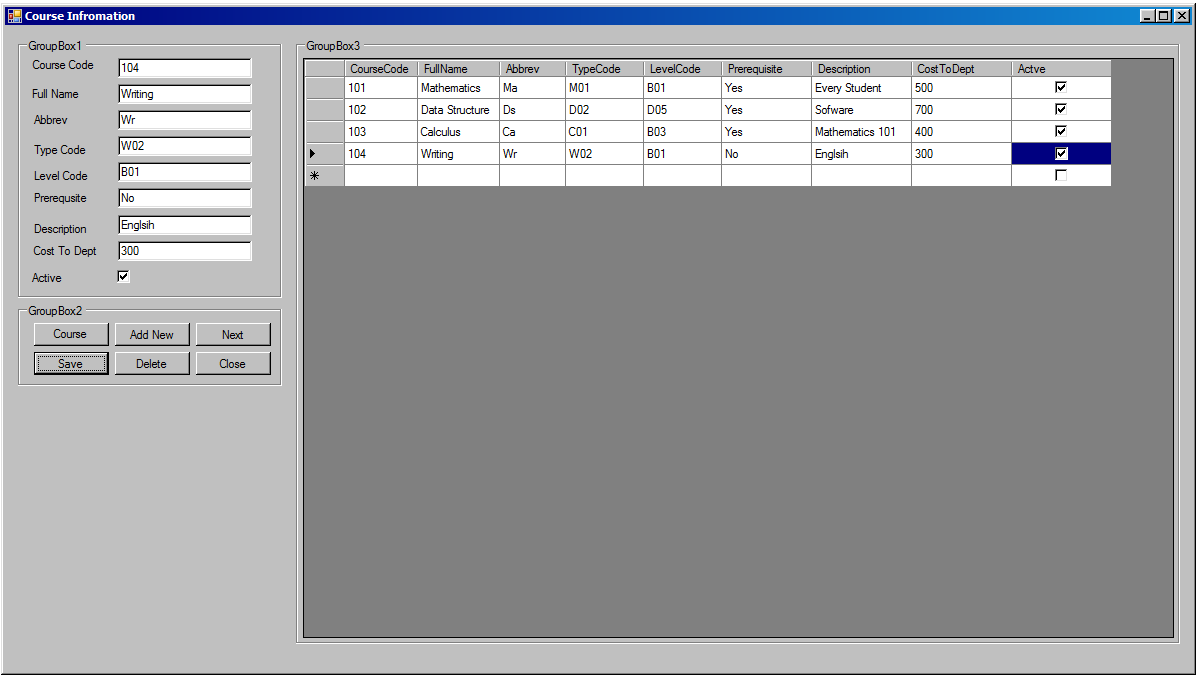 Course Infromation
GroupBox1
Course Code 104
Full Name Writing
Abbrev Wr
Type Code W02
Level Code B01
Prerequsite No
Description Englsih
Cost To Dept 300
Active
GroupBox2
Course Add New Next
Save Delete Close
GroupBox3
CourseCode FullName Abbrev TypeCode LevelCode Prerequisite Description CostToDept Actve
101 Mathematics Ma M01 B01 Yes Every Student 500
102 Data Structure Ds D02 D05 Yes Sofware 700
103 Calculus Ca C01 B03 Yes Mathematics 101 400
104 Writing Wr W02 B01 No Englsih 300